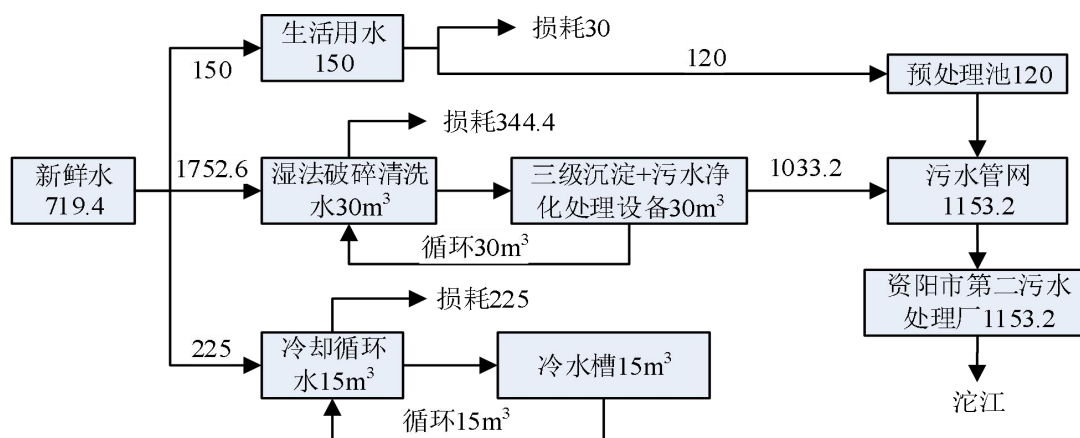 生活用水
150
损耗30
150
120
预处理池120
损耗344.4
新鲜水
719.4
1752.6
湿法破碎清洗
水30m³
三级沉淀+污水净
化处理设备30m³
1033.2
污水管网
1153.2
循环30m³
损耗225
资阳市第二污水
处理厂1153.2
225
冷却循环
水15m³
冷水槽15m³
循环15m³
沱江